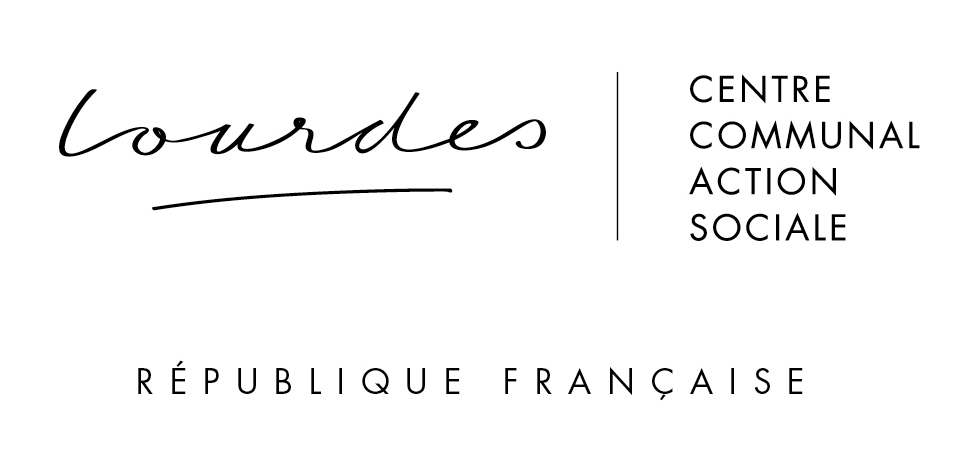 Lourdes
CENTRE
COMMUNAL
ACTION
SOCIALE
RÉPUBLIQUE FRANÇAISE